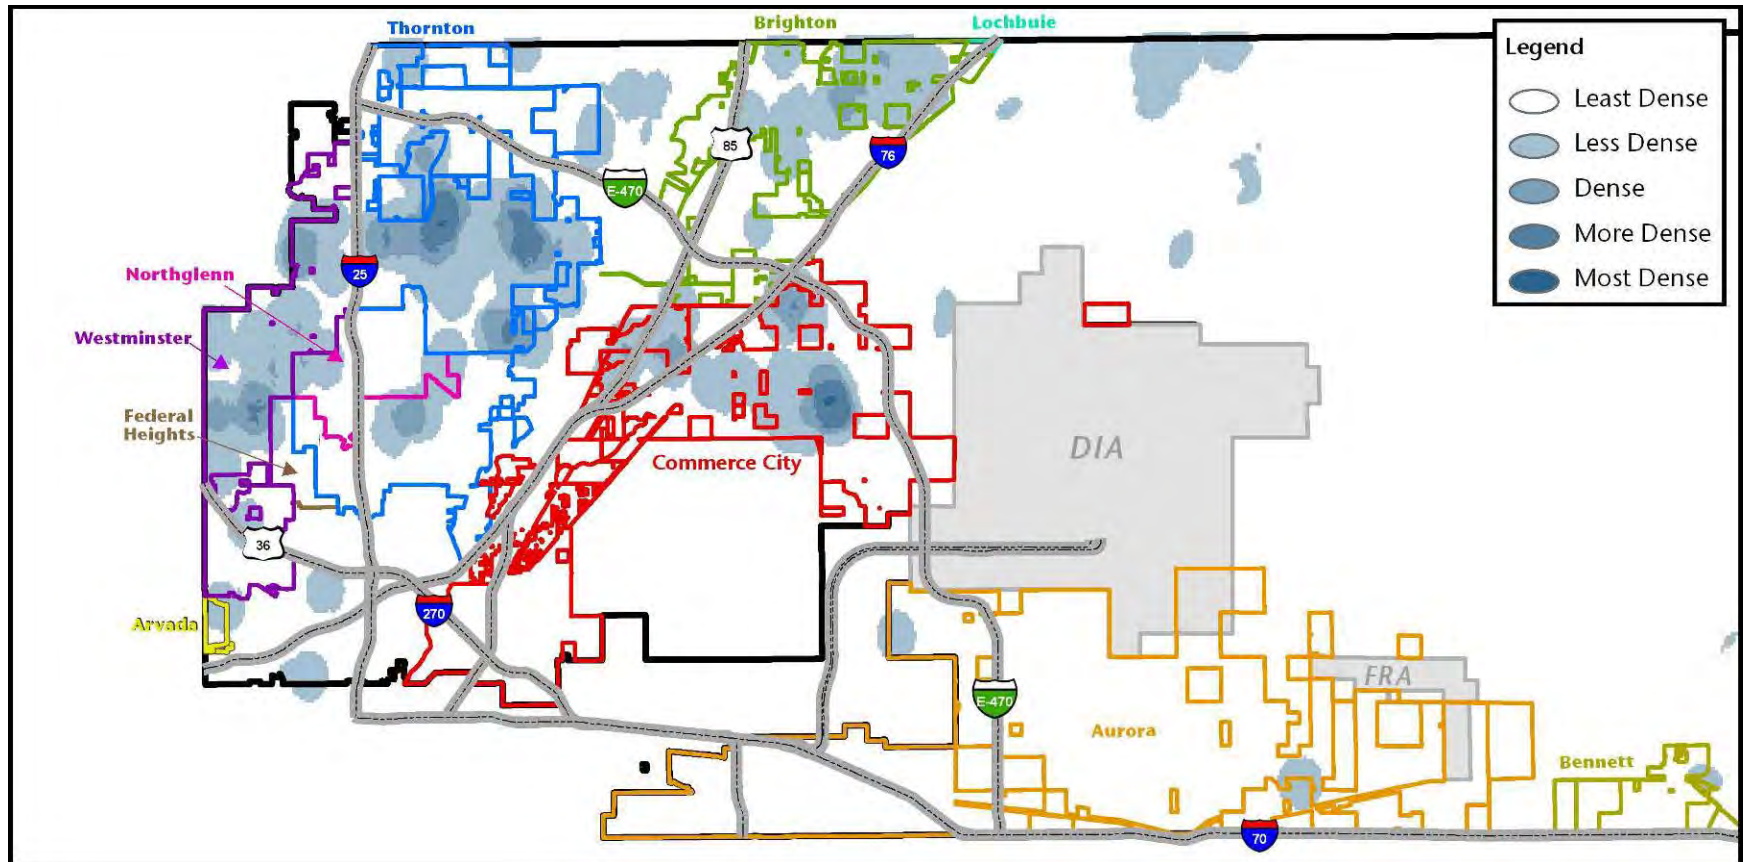 Thornton
Brighton
Lochbuie
Legend
Least Dense
Less Dense
Dense
More Dense
Most Dense
85
76
E-470
25
Northglenn
Westminster
Federal
Heights
DIA
Commerce City
36
270
Arvada
FRA
E-470
Aurora
Bennett
70